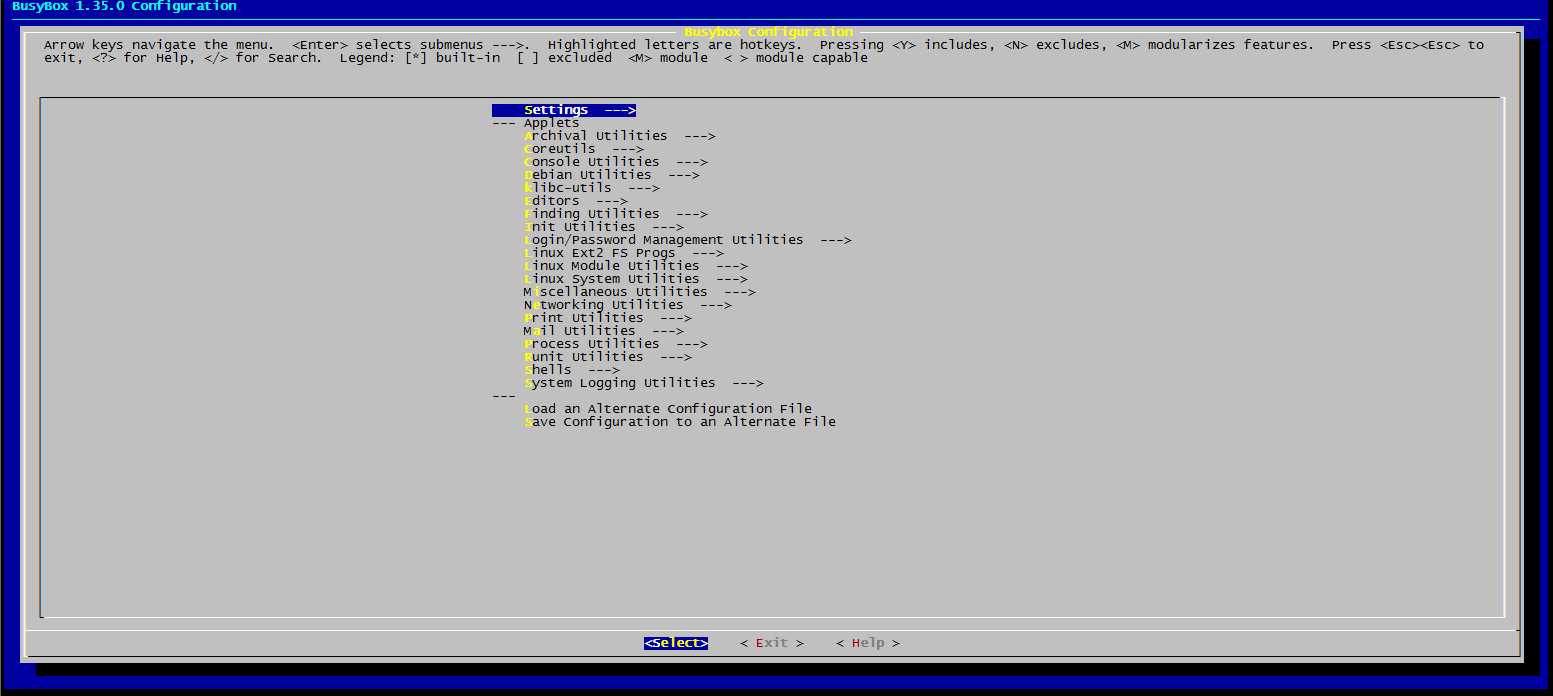 BusyBox 1.35.0 Configuration
Busybox Configuration
Arrow keys navigate the menu.  <Enter> selects submenus --->.  Highlighted letters are hotkeys.  Pressing <Y> includes, <N> excludes, <M> modularizes features.  Press <Esc><Esc> to
exit, <?> for Help, </> for Search.  Legend: [*] built-in  [ ] excluded  <M> module  < > module capable
Settings  --->
--- Applets
Archival Utilities  --->
Coreutils  --->
Console Utilities  --->
Debian Utilities  --->
klibc-utils  --->
Editors  --->
Finding Utilities  --->
Init Utilities  --->
Login/Password Management Utilities  --->
Linux Ext2 FS Progs  --->
Linux Module Utilities  --->
Linux System Utilities  --->
Miscellaneous Utilities  --->
Networking Utilities  --->
Print Utilities  --->
Mail Utilities  --->
Process Utilities  --->
Runit Utilities  --->
Shells  --->
System Logging Utilities  --->
---
Load an Alternate Configuration File
Save Configuration to an Alternate File
<Select>    < Exit >    < Help >